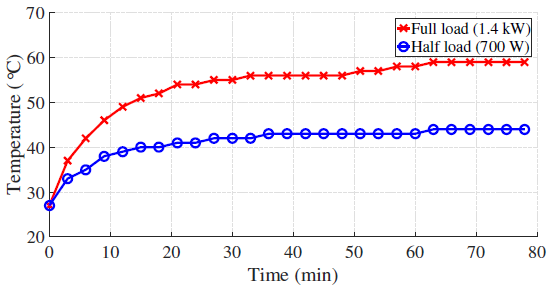 70
60
50
40
30
20
Temperature ( ℃)
Full load (1.4 kW)
Half load (700 W)
0 10 20 30 40 50 60 70 80
Time (min)